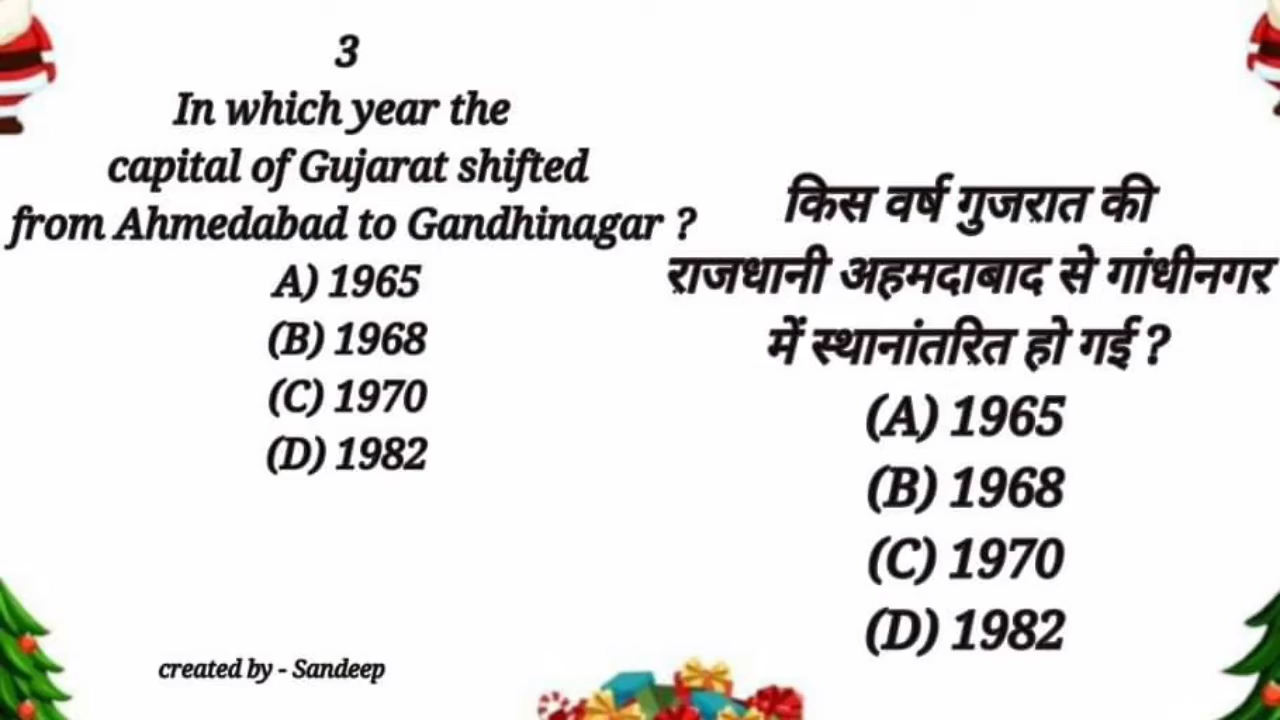 3
In which year the
capital of Gujarat shifted
from Ahmedabad to Gandhinagar ?
A) 1965
(B) 1968
(C) 1970
(D) 1982
created by - Sandeep
किस वर्ष गुजरात की
राजधानी अहमदाबाद से गांधीनगर
में स्थानांतरित हो गई ?
(A) 1965
(B) 1968
(C) 1970
(D) 1982